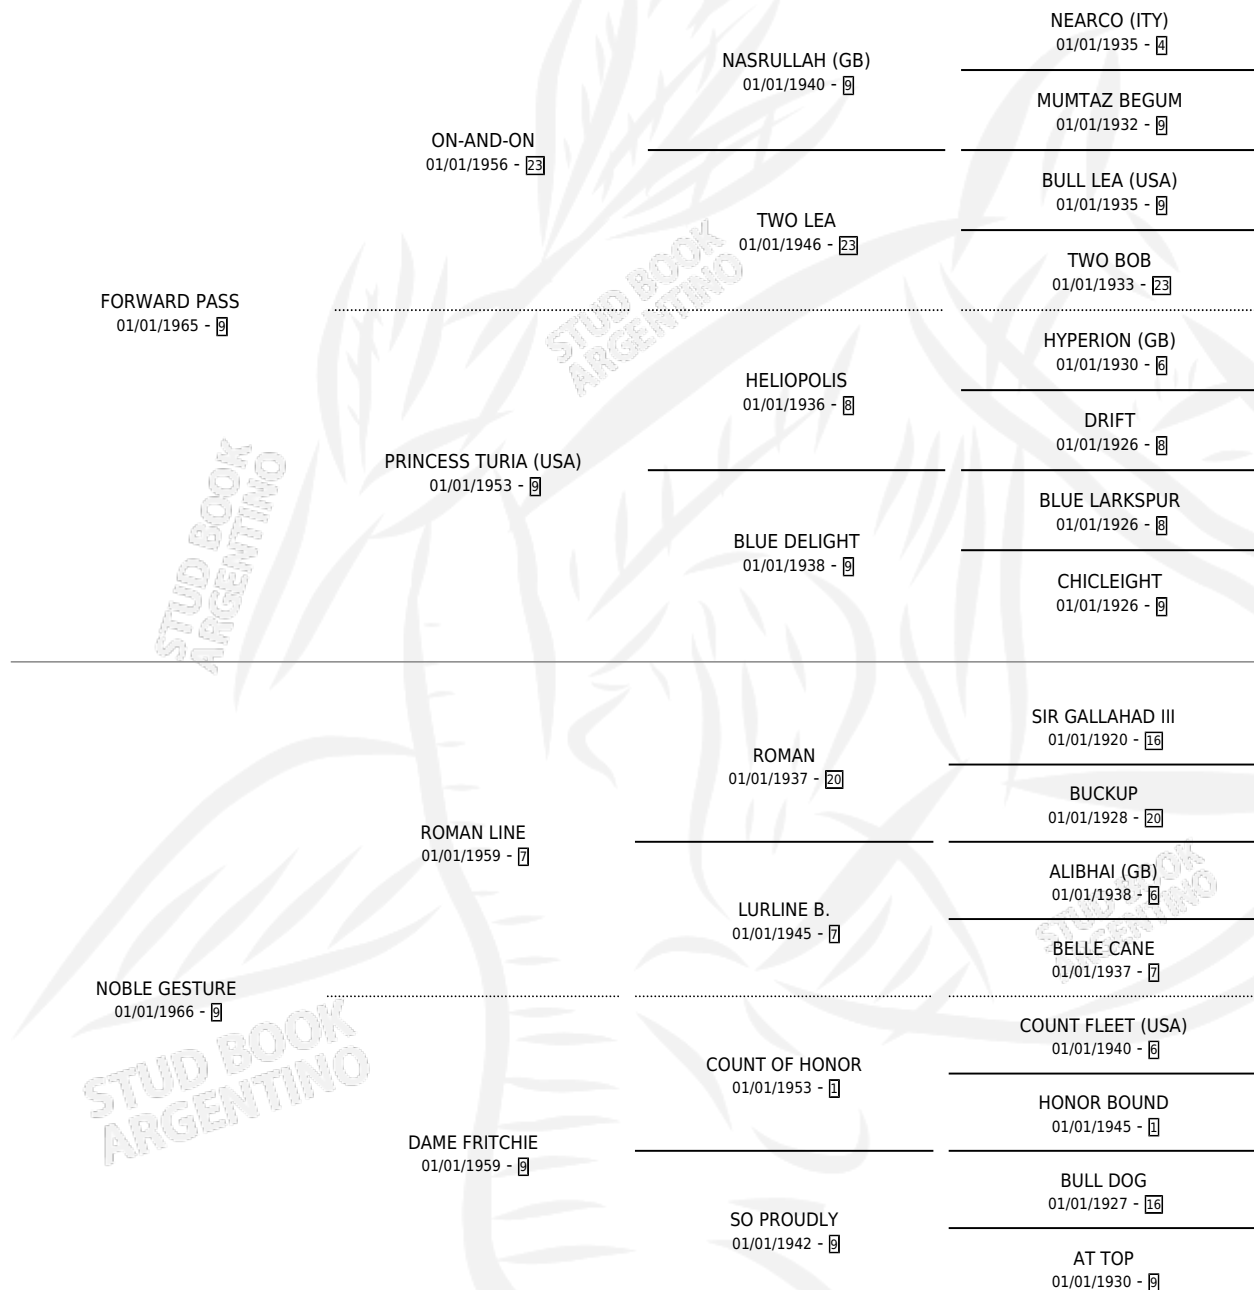 NEARCO (ITY)
01/01/1935 - 4
NASRULLAH (GB)
01/01/1940 - 9
MUMTAZ BEGUM
01/01/1932 - 9
ON-AND-ON
01/01/1956 - 23
BULL LEA (USA)
01/01/1935 - 9
TWO LEA
01/01/1946 - 23
TWO BOB
01/01/1933 - 23
FORWARD PASS
01/01/1965 - 9
HYPERION (GB)
01/01/1930 - 6
HELIOPOLIS
01/01/1936 - 8
DRIFT
01/01/1926 - 8
PRINCESS TURIA (USA)
01/01/1953 - 9
BLUE LARKSPUR
01/01/1926 - 8
BLUE DELIGHT
01/01/1938 - 9
CHICLEIGHT
01/01/1926 - 9
SIR GALLAHAD III
01/01/1920 - 16
ROMAN
01/01/1937 - 20
BUCKUP
01/01/1928 - 20
ROMAN LINE
01/01/1959 - 7
ALIBHAI (GB)
01/01/1938 - 6
LURLINE B.
01/01/1945 - 7
BELLE CANE
01/01/1937 - 7
NOBLE GESTURE
01/01/1966 - 9
COUNT FLEET (USA)
01/01/1940 - 6
COUNT OF HONOR
01/01/1953 - 1
HONOR BOUND
01/01/1945 - 1
DAME FRITCHIE
01/01/1959 - 9
BULL DOG
01/01/1927 - 16
SO PROUDLY
01/01/1942 - 9
AT TOP
01/01/1930 - 9
STUD BOOK
ARGENTINO
STUD BOOK
ARGENTINO
STUD BOOK
ARGENTINO
STUD BOOK
ARGENTINO